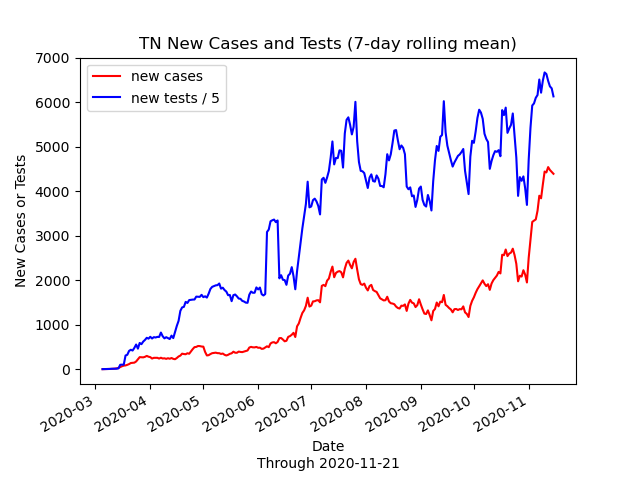 TN New Cases and Tests (7-day rolling mean)
new cases
new tests / 5
7000
6000
5000
4000
3000
2000
1000
0
New Cases or Tests
2020-03
2020-04
2020-05
2020-06
2020-07
2020-08
2020-09
2020-10
2020-11
Date
Through 2020-11-21